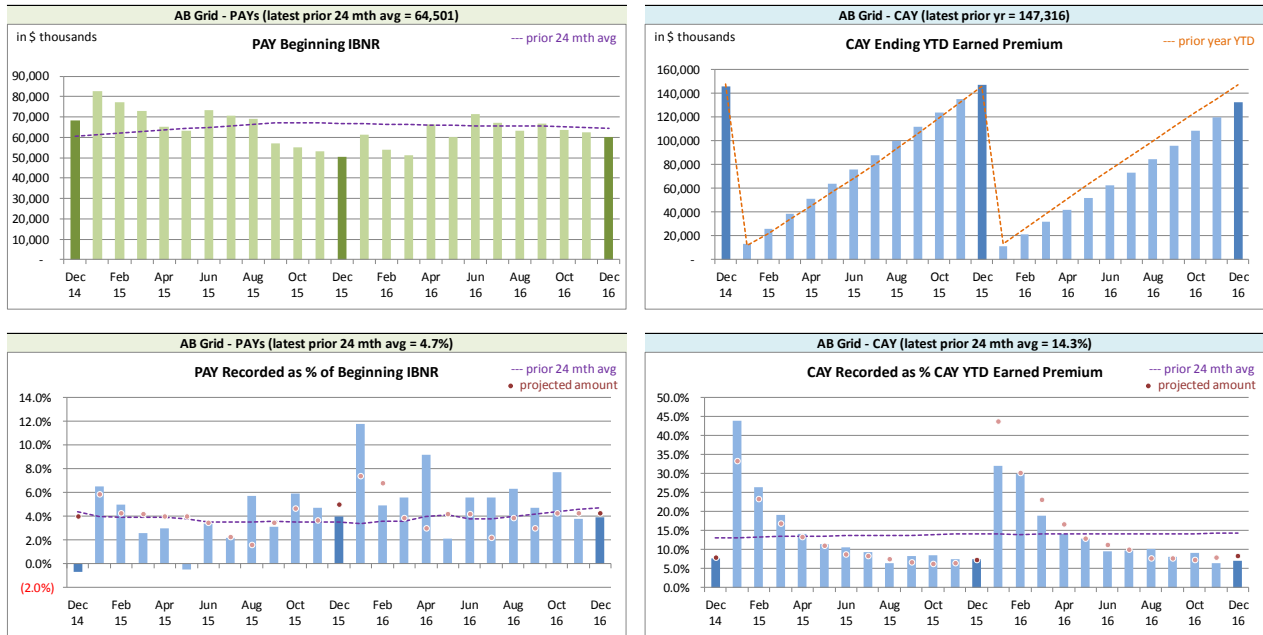 AB Grid - PAYs (latest prior 24 mth avg = 64,501)
in $ thousands
PAY Beginning IBNR
--- prior 24 mth avg
90,000
80,000
70,000
60,000
50,000
40,000
30,000
20,000
10,000
-
Dec Feb Apr Jun Aug Oct Dec Feb Apr Jun Aug Oct Dec
14 15 15 15 15 15 15 16 16 16 16 16 16
AB Grid - CAY (latest prior yr = 147,316)
in $ thousands
CAY Ending YTD Earned Premium
--- prior year YTD
160,000
140,000
120,000
100,000
80,000
60,000
40,000
20,000
-
Dec Feb Apr Jun Aug Oct Dec Feb Apr Jun Aug Oct Dec
14 15 15 15 15 15 15 16 16 16 16 16 16
AB Grid - PAYs (latest prior 24 mth avg = 4.7%)
PAY Recorded as % of Beginning IBNR
--- prior 24 mth avg
projected amount
14.0%
12.0%
10.0%
8.0%
6.0%
4.0%
2.0%
0.0%
(2.0%)
Dec Feb Apr Jun Aug Oct Dec Feb Apr Jun Aug Oct Dec
14 15 15 15 15 15 15 16 16 16 16 16 16
AB Grid - CAY (latest prior 24 mth avg = 14.3%)
CAY Recorded as % CAY YTD Earned Premium
--- prior 24 mth avg
projected amount
50.0%
45.0%
40.0%
35.0%
30.0%
25.0%
20.0%
15.0%
10.0%
5.0%
0.0%
Dec Feb Apr Jun Aug Oct Dec Feb Apr Jun Aug Oct Dec
14 15 15 15 15 15 15 16 16 16 16 16 16